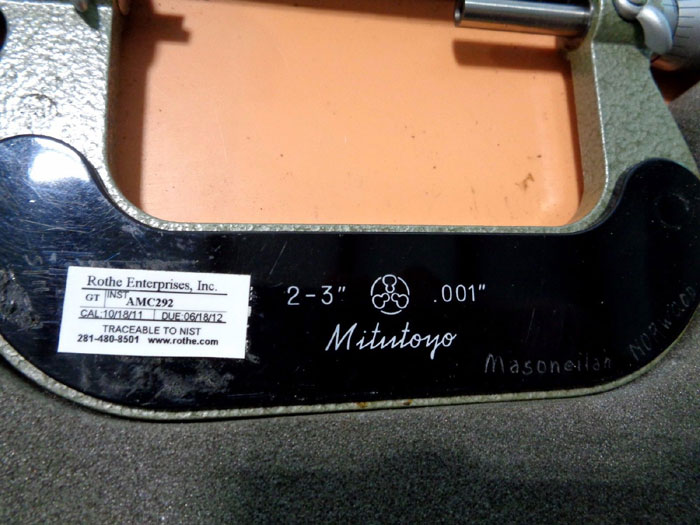 Rothe Enterprises, Inc.
GT INST AMC292
CAL:10/18/11 DUE:06/18/12
TRACEABLE TO NIST
281-480-8501 www.rothe.com
2-3" .001"
Mitutoyo
Masoneilan